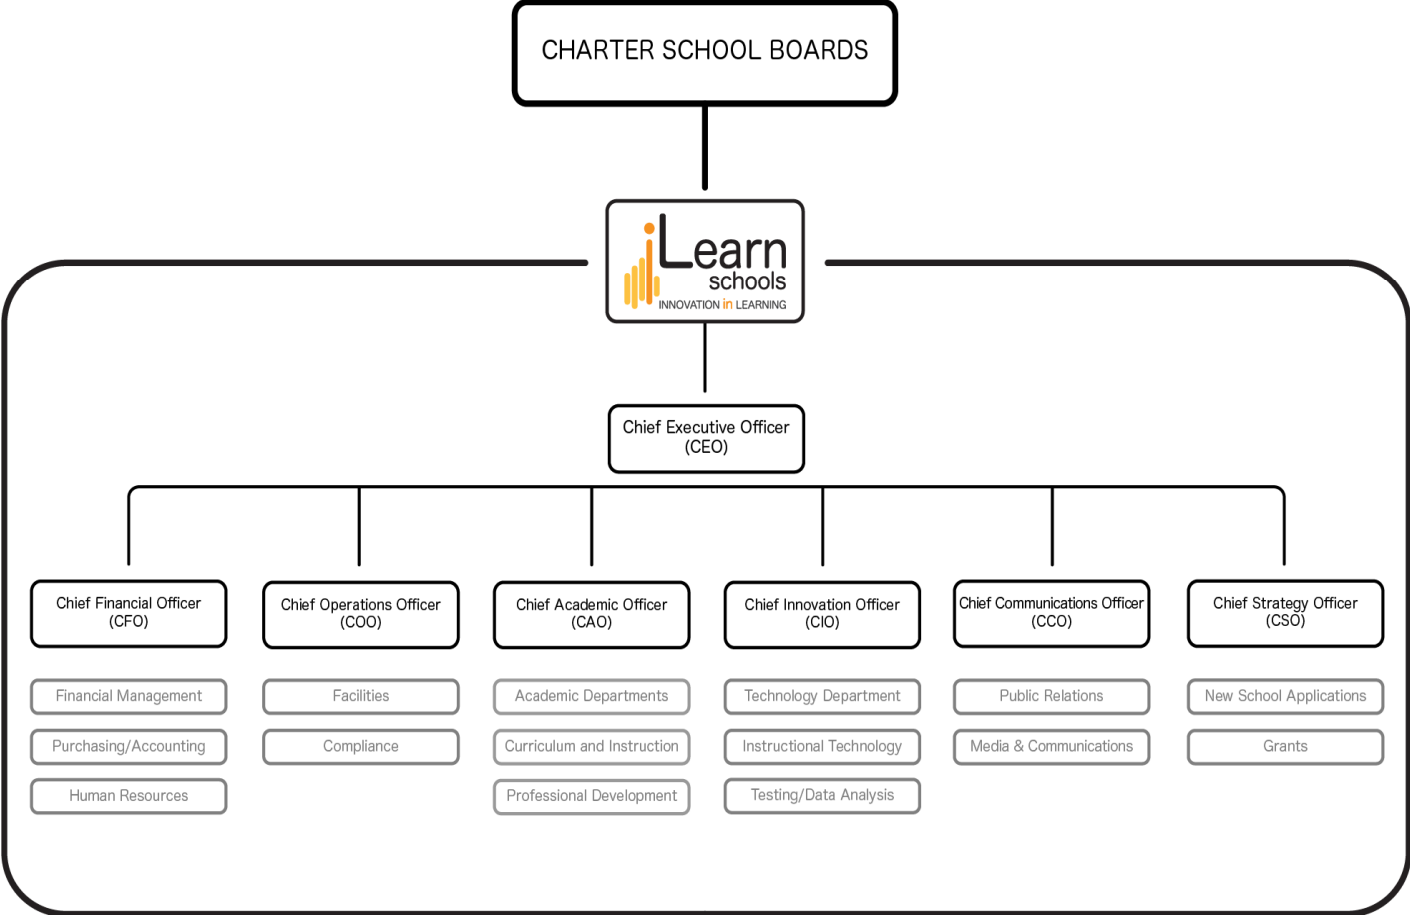 CHARTER SCHOOL BOARDS
iLearn
schools
INNOVATION in LEARNING
Chief Executive Officer
(CEO)
Chief Financial Officer
(CFO)
Financial Management
Purchasing/Accounting
Human Resources
Chief Operations Officer
(COO)
Facilities
Compliance
Chief Academic Officer
(CAO)
Academic Departments
Curriculum and Instruction
Professional Development
Chief Innovation Officer
(CIO)
Technology Department
Instructional Technology
Testing/Data Analysis
Chief Communications Officer
(CCO)
Public Relations
Media & Communications
Chief Strategy Officer
(CSO)
New School Applications
Grants